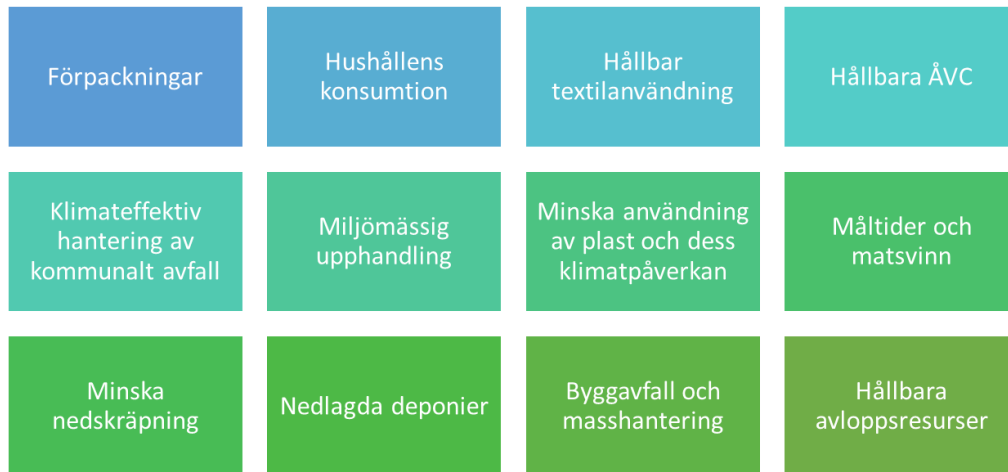 Förpackningar
Hushållens
konsumtion
Hållbar
textilanvändning
Hållbara ÅVC
Klimateffektiv
hantering av
kommunalt avfall
Miljömässig
upphandling
Minska användning
av plast och dess
klimatpåverkan
Måltider och
matsvinn
Minska
nedskräpning
Nedlagda deponier
Byggavfall och
masshantering
Hållbara
avloppsresurser